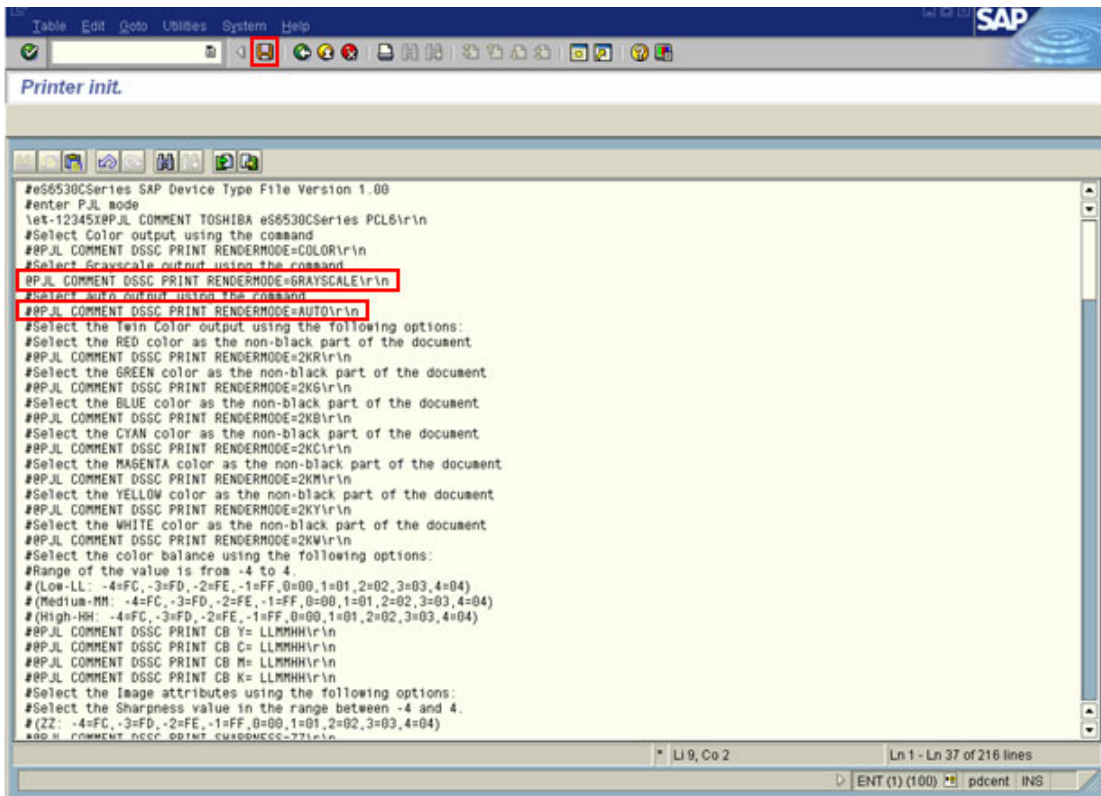 Table Edit Goto Utilities System Help
SAP
Printer init.
#eS6530CSeries SAP Device Type File Version 1.00
#enter PJL mode
\e%-12345X@PJL COMMENT TOSHIBA eS6530CSeries PCL6\r\n
#Select Color output using the command
#@PJL COMMENT DSSC PRINT RENDERMODE=COLOR\r\n
#Select Grayscale output using the command
@PJL COMMENT DSSC PRINT RENDERMODE=GRAYSCALE\r\n
#Select auto output using the command
#@PJL COMMENT DSSC PRINT RENDERMODE=AUTO\r\n
#Select the Twin Color output using the following options:
#Select the RED color as the non-black part of the document
#@PJL COMMENT DSSC PRINT RENDERMODE=2KR\r\n
#Select the GREEN color as the non-black part of the document
#@PJL COMMENT DSSC PRINT RENDERMODE=2KG\r\n
#Select the BLUE color as the non-black part of the document
#@PJL COMMENT DSSC PRINT RENDERMODE=2KB\r\n
#Select the CYAN color as the non-black part of the document
#@PJL COMMENT DSSC PRINT RENDERMODE=2KC\r\n
#Select the MAGENTA color as the non-black part of the document
#@PJL COMMENT DSSC PRINT RENDERMODE=2KM\r\n
#Select the YELLOW color as the non-black part of the document
#@PJL COMMENT DSSC PRINT RENDERMODE=2KY\r\n
#Select the WHITE color as the non-black part of the document
#@PJL COMMENT DSSC PRINT RENDERMODE=2KW\r\n
#Select the color balance using the following options:
#Range of the value is from -4 to 4.
#(Low-LL: -4=FC,-3=FD,-2=FE,-1=FF,0=00,1=01,2=02,3=03,4=04)
#(Medium-MM: -4=FC,-3=FD,-2=FE,-1=FF,0=00,1=01,2=02,3=03,4=04)
#(High-HH: -4=FC,-3=FD,-2=FE,-1=FF,0=00,1=01,2=02,3=03,4=04)
#@PJL COMMENT DSSC PRINT CB Y= LLMMHH\r\n
#@PJL COMMENT DSSC PRINT CB C= LLMMHH\r\n
#@PJL COMMENT DSSC PRINT CB M= LLMMHH\r\n
#@PJL COMMENT DSSC PRINT CB K= LLMMHH\r\n
#Select the Image attributes using the following options:
#Select the Sharpness value in the range between -4 and 4.
#(ZZ: -4=FC,-3=FD,-2=FE,-1=FF,0=00,1=01,2=02,3=03,4=04)
#@PJL COMMENT DSSC PRINT SHARPNESS=ZZ\r\n
* Li 9, Co 2 Ln 1 - Ln 37 of 216 lines
ENT (1) (100) pdcent INS